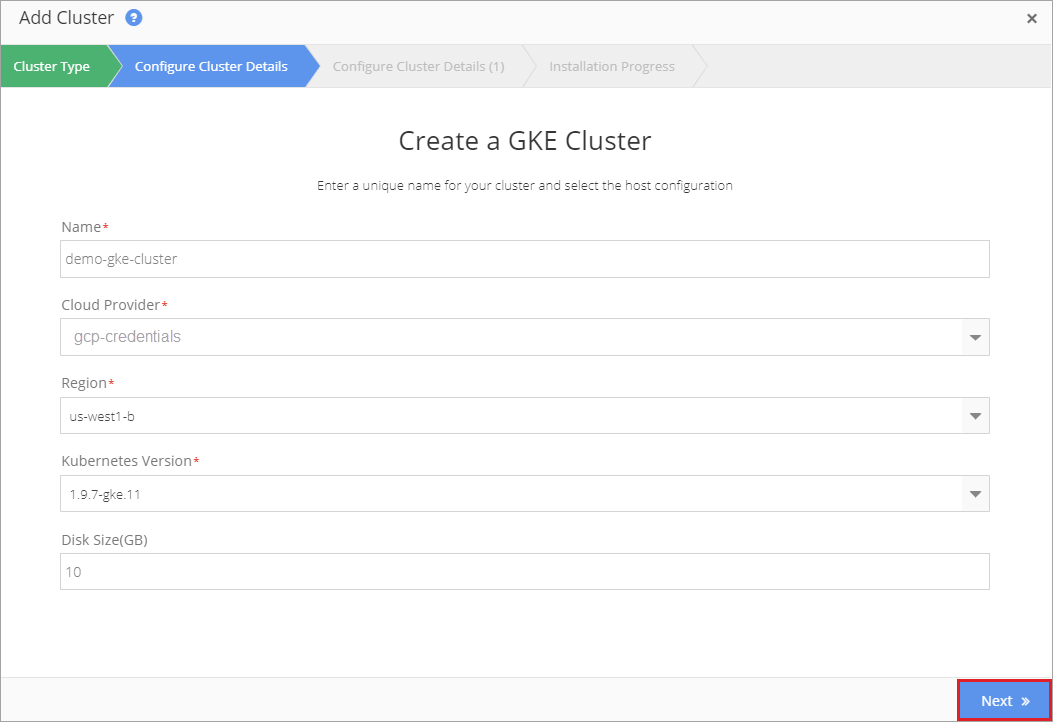 Add Cluster ?
Cluster Type
Configure Cluster Details
Configure Cluster Details (1)
Installation Progress
Create a GKE Cluster
Enter a unique name for your cluster and select the host configuration
Name*
demo-gke-cluster
Cloud Provider*
gcp-credentials
Region*
us-west1-b
Kubernetes Version*
1.9.7-gke.11
Disk Size(GB)
10
Next »